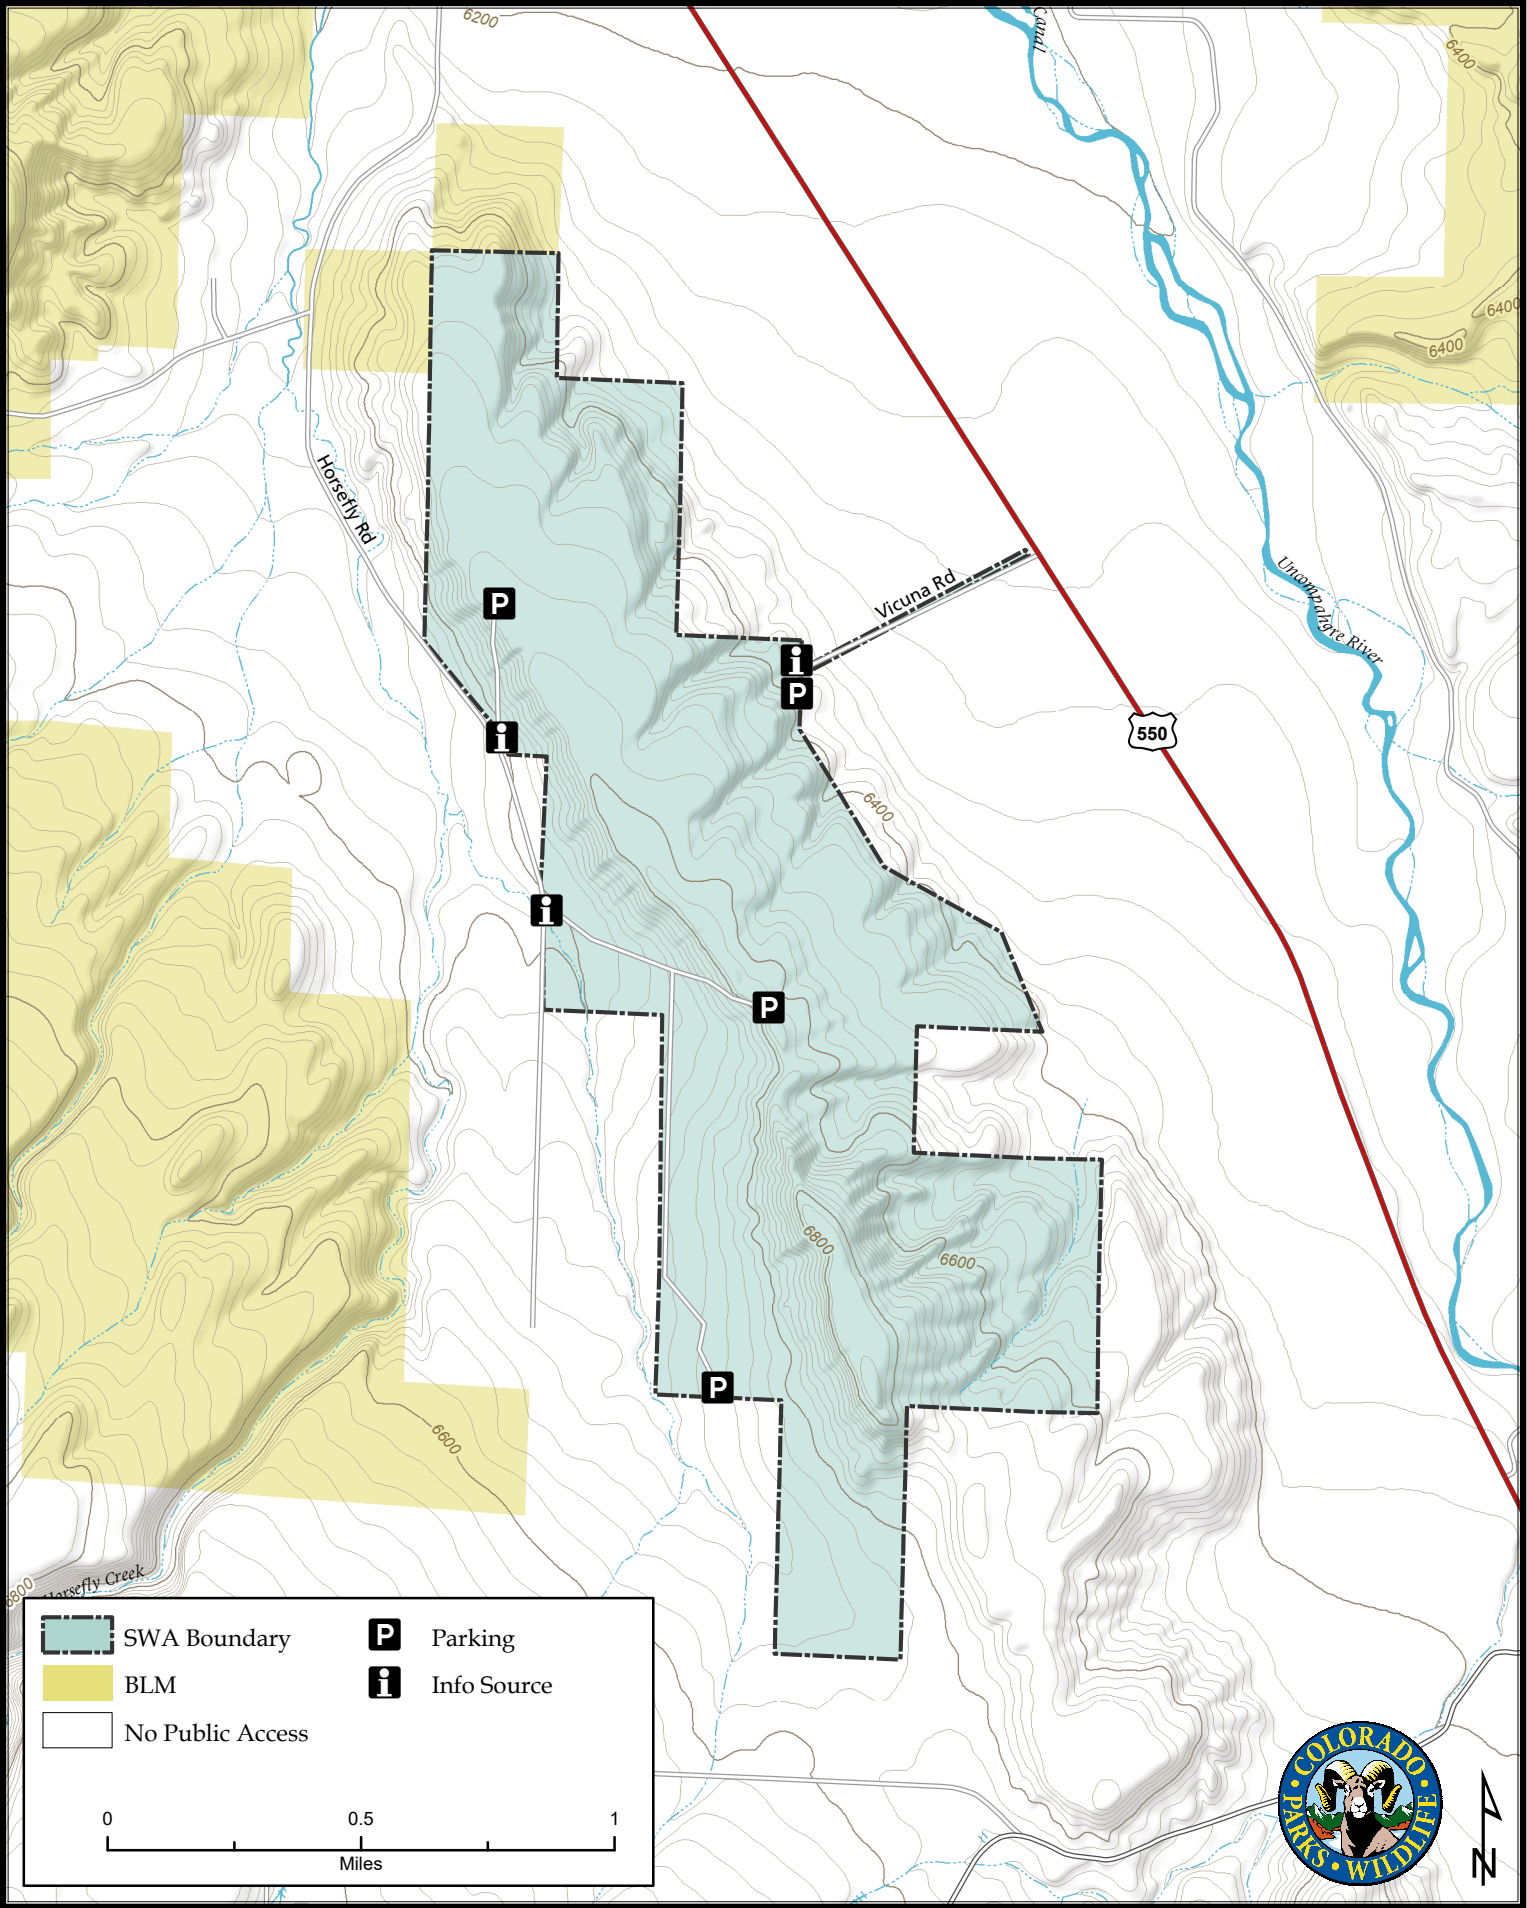 6200
Canal
6400
6400
6400
Horsefly Rd
P
Vicuna Rd
Uncompahgre River
i
P
550
i
6400
i
P
6800
6600
P
6600
6800
Horsefly Creek
SWA Boundary
P Parking
BLM
i Info Source
No Public Access
0 0.5 1
Miles
COLORADO
PARKS • WILDLIFE
N